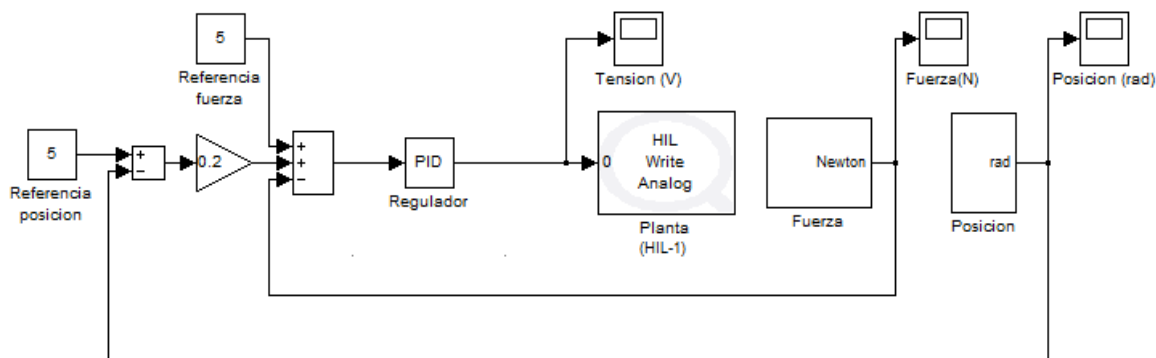 5
Referencia
fuerza
Tension (V)
Fuerza(N)
Posicion (rad)
5
Referencia
posicion
+
−
0.2
+
+
−
PID
Regulador
0
HIL
Write
Analog
Planta
(HIL-1)
Newton
Fuerza
rad
Posicion